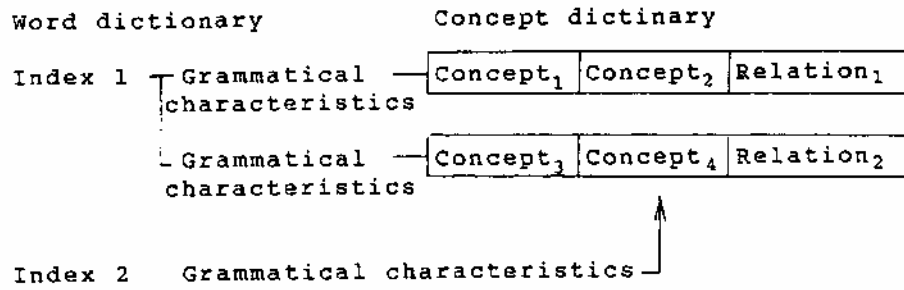 Word dictionary Concept dictinary
Index 1 Grammatical characteristics Concept₁ Concept₂ Relation₁
Grammatical characteristics Concept₃ Concept₄ Relation₂
Index 2 Grammatical characteristics